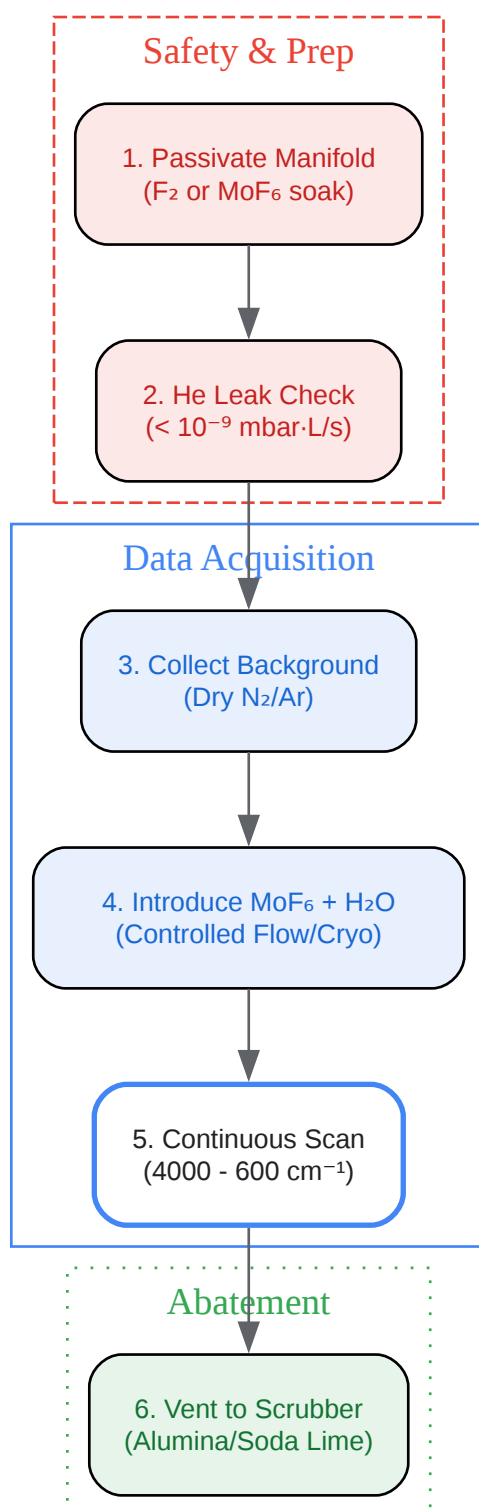 Safety & Prep
1. Passivate Manifold
(F₂ or MoF₆ soak)
2. He Leak Check
(< 10⁻⁹ mbar·L/s)
Data Acquisition
3. Collect Background
(Dry N₂/Ar)
4. Introduce MoF₆ + H₂O
(Controlled Flow/Cryo)
5. Continuous Scan
(4000 - 600 cm⁻¹)
Abatement
6. Vent to Scrubber
(Alumina/Soda Lime)